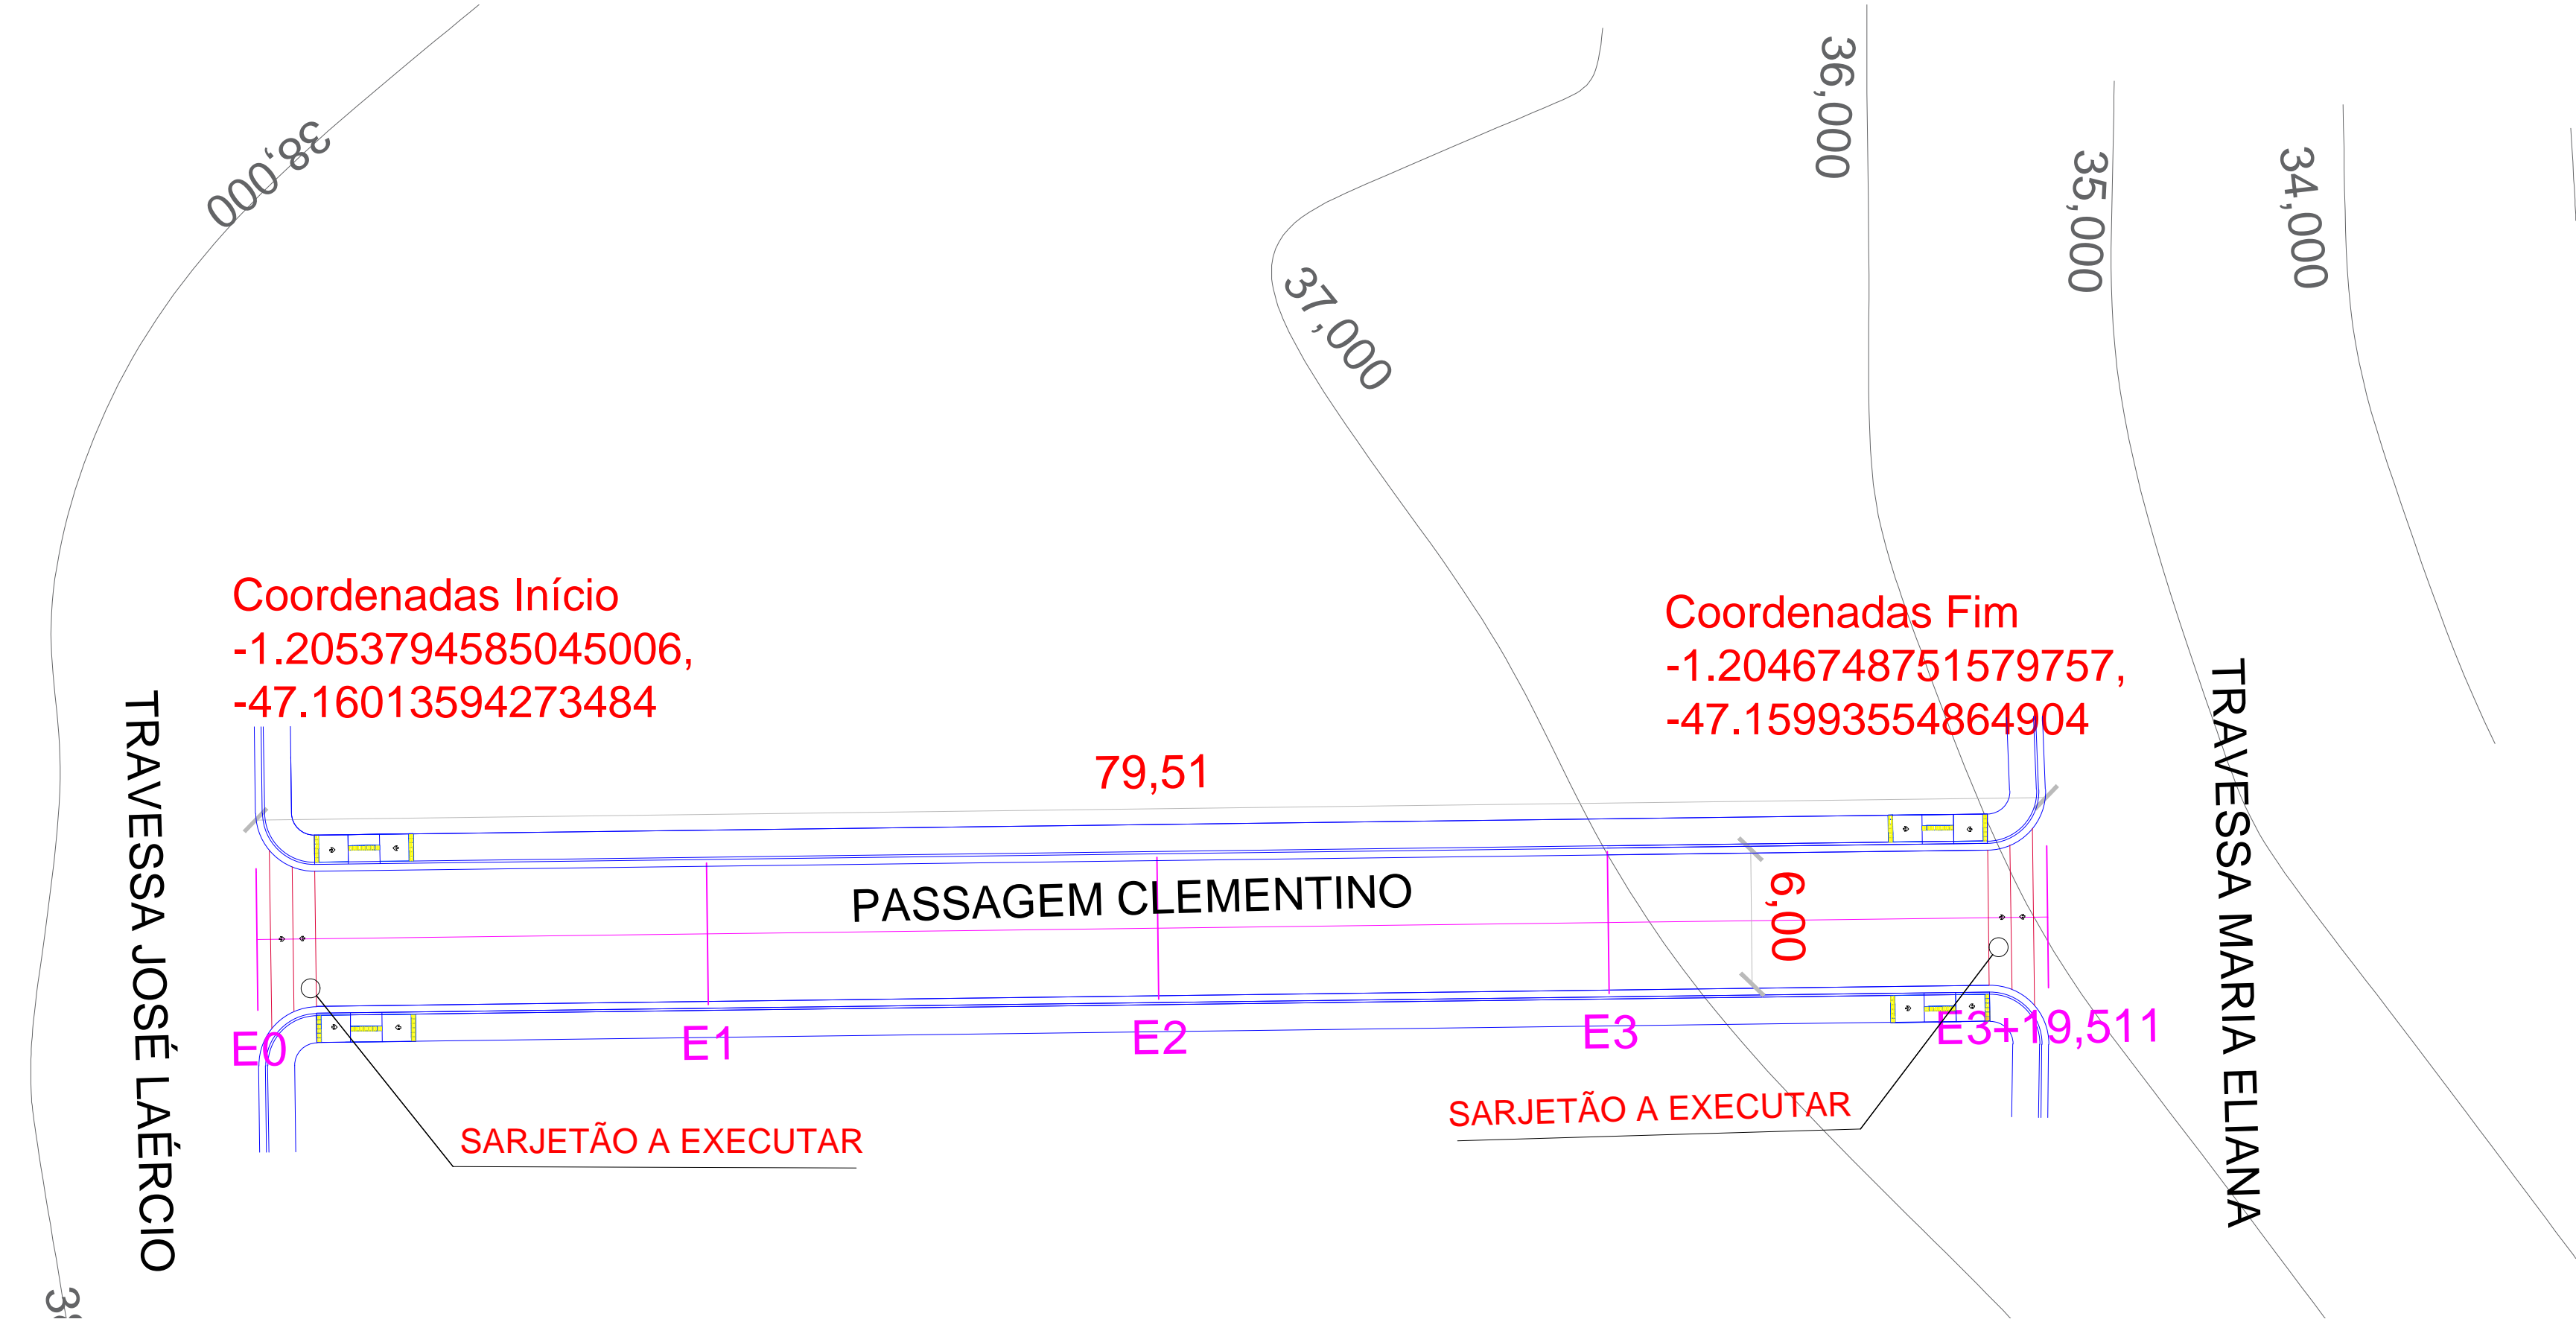 38,000
36,000
35,000
34,000
37,000
Coordenadas Início
-1.2053794585045006,
-47.16013594273484
Coordenadas Fim
-1.2046748751579757,
-47.15993554864904
TRAVESSA JOSÉ LAÉRCIO
TRAVESSA MARIA ELIANA
79,51
PASSAGEM CLEMENTINO
6,00
E0
E1
E2
E3
E3+19,511
SARJETÃO A EXECUTAR
SARJETÃO A EXECUTAR